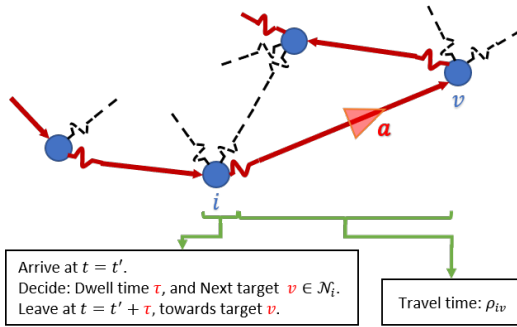 v
a
i
Arrive at t = t′.
Decide: Dwell time τ, and Next target v ∈ 𝒩ᵢ.
Leave at t = t′ + τ, towards target v.
Travel time: ρᵢᵥ